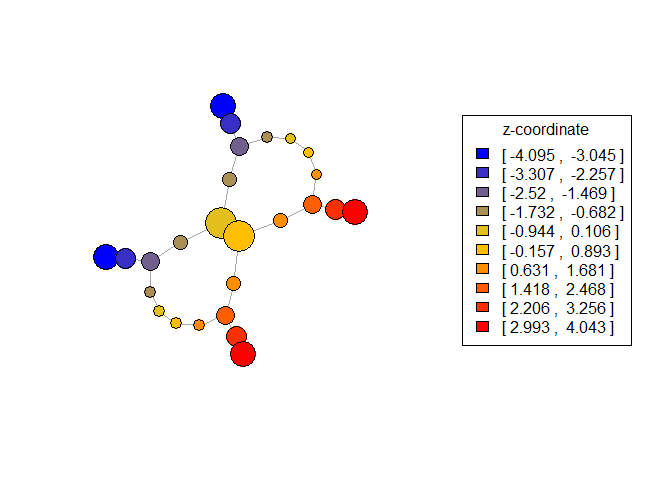 z-coordinate
[ -4.095 , -3.045 ]
[ -3.307 , -2.257 ]
[ -2.52 , -1.469 ]
[ -1.732 , -0.682 ]
[ -0.944 , 0.106 ]
[ -0.157 , 0.893 ]
[ 0.631 , 1.681 ]
[ 1.418 , 2.468 ]
[ 2.206 , 3.256 ]
[ 2.993 , 4.043 ]